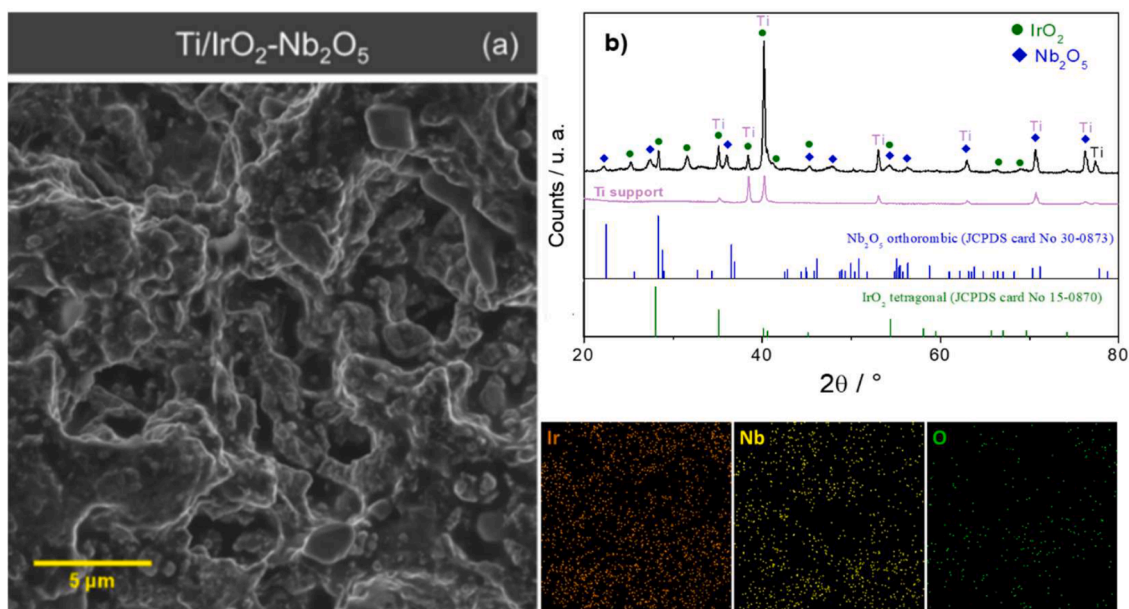 Ti/IrO₂-Nb₂O₅ (a)
5 µm
b)
Ti
IrO₂
Nb₂O₅
Ti
Ti
Ti
Ti
Ti
Ti
Ti
Ti support
Nb₂O₅ orthorombic (JCPDS card No 30-0873)
IrO₂ tetragonal (JCPDS card No 15-0870)
Counts / u. a.
20 40 60 80
2θ / °
Ir
Nb
O